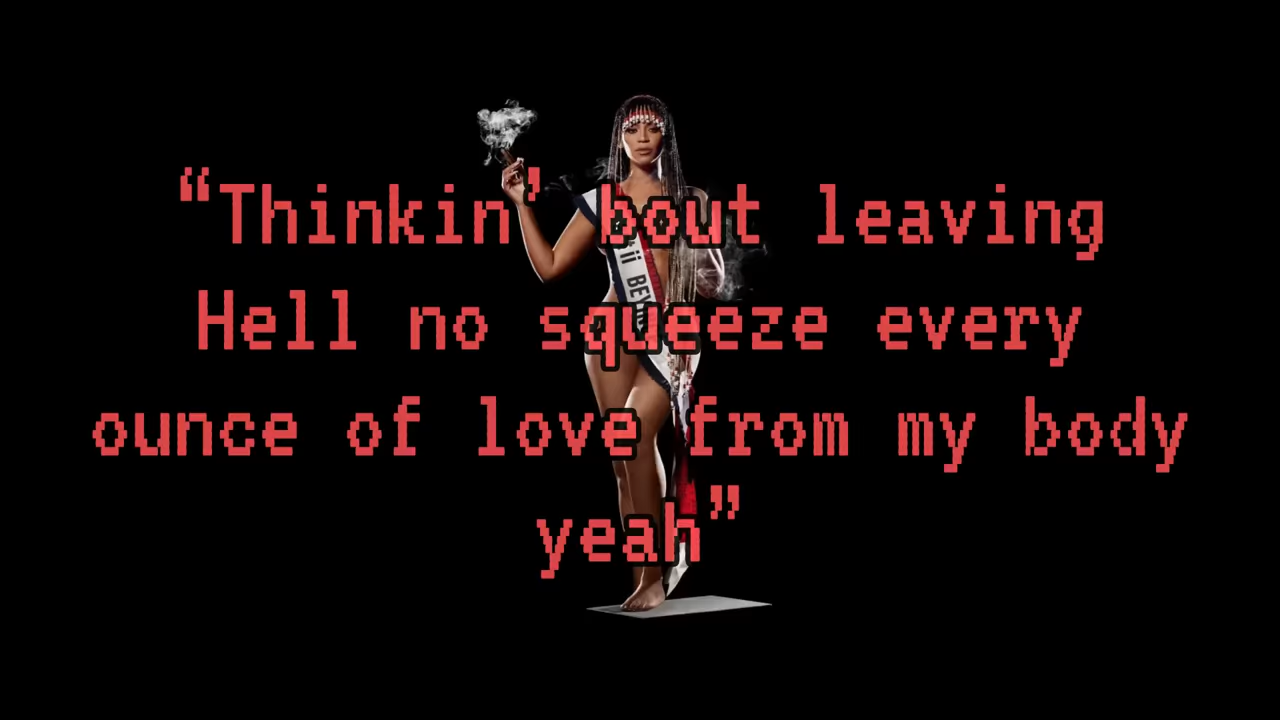 “Thinkin’ bout leaving
Hell no squeeze every
ounce of love from my body
yeah”